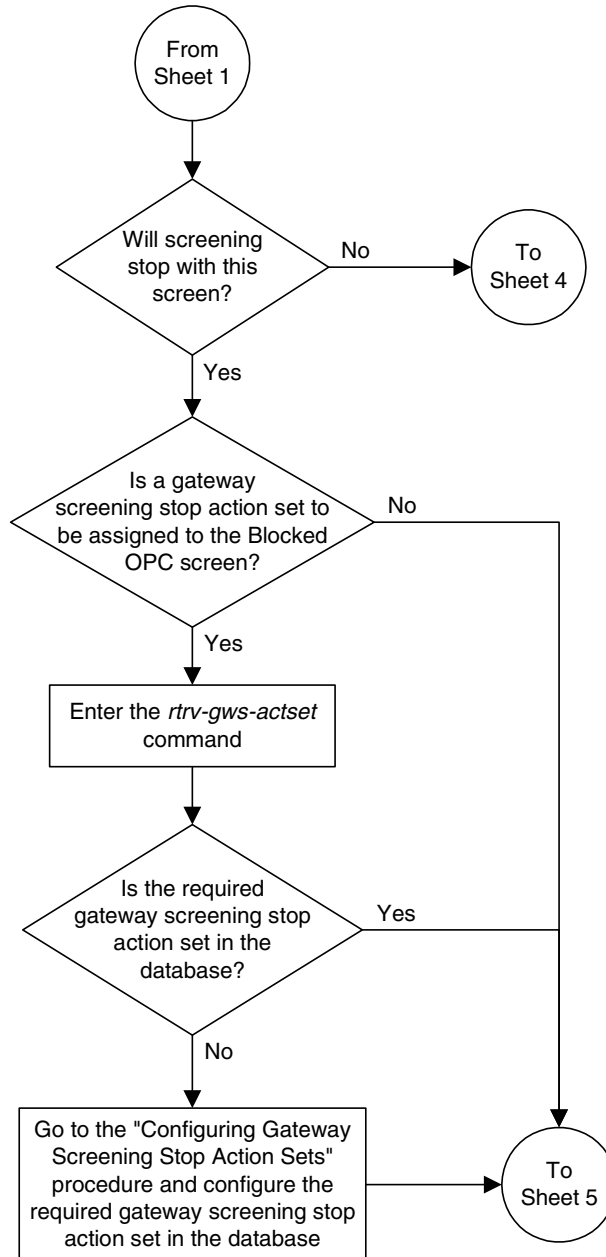 From
Sheet 1
Will screening
stop with this
screen?
No
To
Sheet 4
Yes
Is a gateway
screening stop action set to
be assigned to the Blocked
OPC screen?
No
Yes
Enter the rtrv-gws-actset
command
Is the required
gateway screening stop
action set in the
database?
Yes
No
Go to the "Configuring Gateway
Screening Stop Action Sets"
procedure and configure the
required gateway screening stop
action set in the database
To
Sheet 5